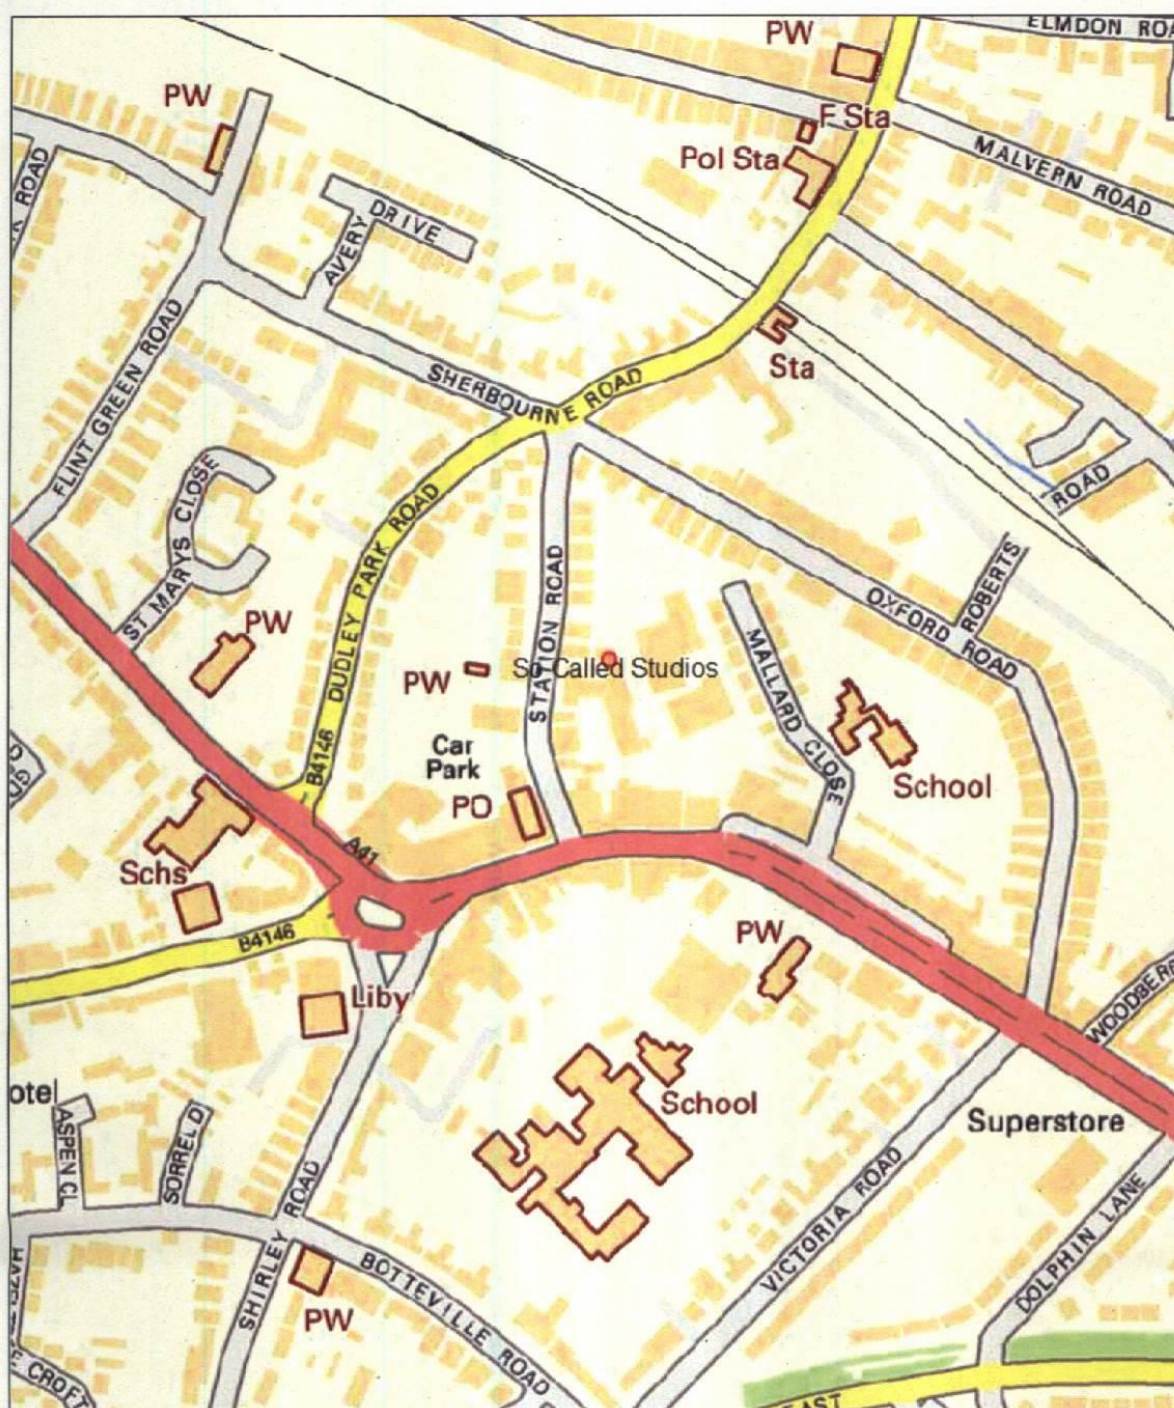 ELMDON ROA
PW
PW
F Sta
Pol Sta
MALVERN ROAD
ROAD
AVERY
DRIVE
FLINT GREEN ROAD
SHERBOURNE ROAD
Sta
ROAD
ST MARYS CLOSE
DUDLEY PARK ROAD
B4146
STATION ROAD
OXFORD ROAD
ROBERTS
PW
PW
So Called Studios
MALLARD CLOSE
Car
Park
PO
School
A41
Schs
B4146
PW
Liby
WOODBER
otel
ASPEN CL
SORREL D
School
Superstore
SHIRLEY ROAD
VICTORIA ROAD
DOLPHIN LANE
BOTTEVILLE ROAD
PW
CROFT
EAST